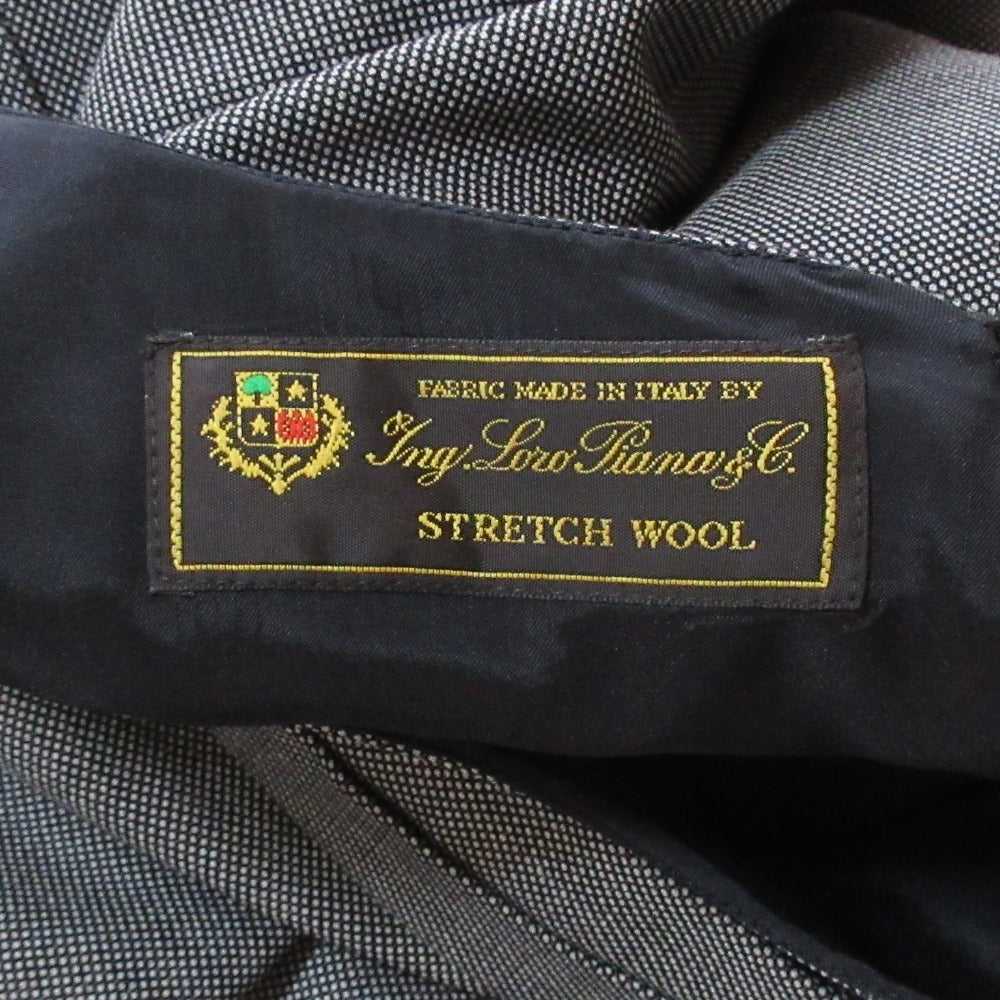 FABRIC MADE IN ITALY BY
Ing. Loro Piana & C.
STRETCH WOOL